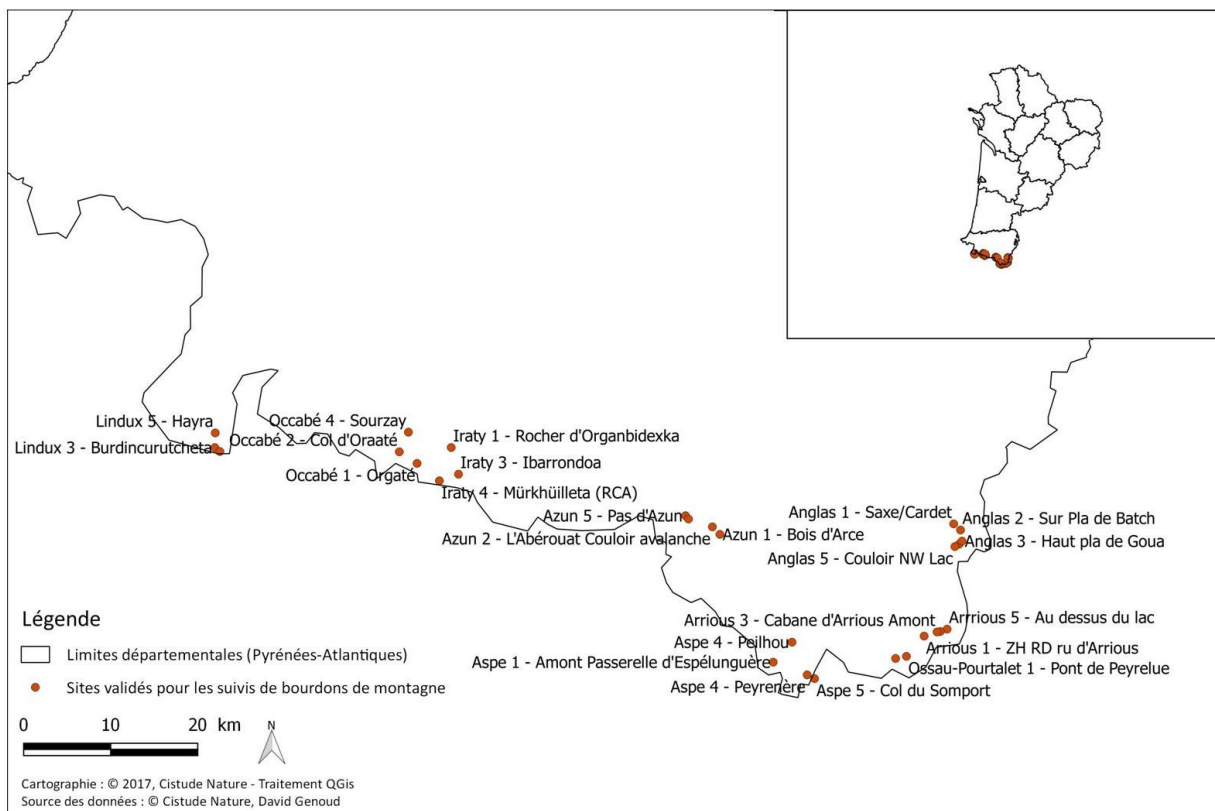 Lindux 5 - Hayra
Occabé 4 - Sourzay
Lindux 3 - Burdincurutcheta
Occabé 2 - Col d'Oraaté
Iraty 1 - Rocher d'Organbidexka
Iraty 3 - Ibarrondoa
Occabé 1 - Orgaté
Iraty 4 - Mürkhüilleta (RCA)
Azun 5 - Pas d'Azun
Azun 2 - L'Abérouat Couloir avalanche
Azun 1 - Bois d'Arce
Anglas 1 - Saxe/Cardet
Anglas 2 - Sur Pla de Batch
Anglas 3 - Haut pla de Goua
Anglas 5 - Couloir NW Lac
Arrious 3 - Cabane d'Arrious Amont
Arrrious 5 - Au dessus du lac
Aspe 4 - Peilhou
Arrious 1 - ZH RD ru d'Arrious
Aspe 1 - Amont Passerelle d'Espélunguère
Ossau-Pourtalet 1 - Pont de Peyrelue
Aspe 4 - Peyrenère
Aspe 5 - Col du Somport
Légende
Limites départementales (Pyrénées-Atlantiques)
Sites validés pour les suivis de bourdons de montagne
0 10 20 km
N
Cartographie : © 2017, Cistude Nature - Traitement QGis
Source des données : © Cistude Nature, David Genoud